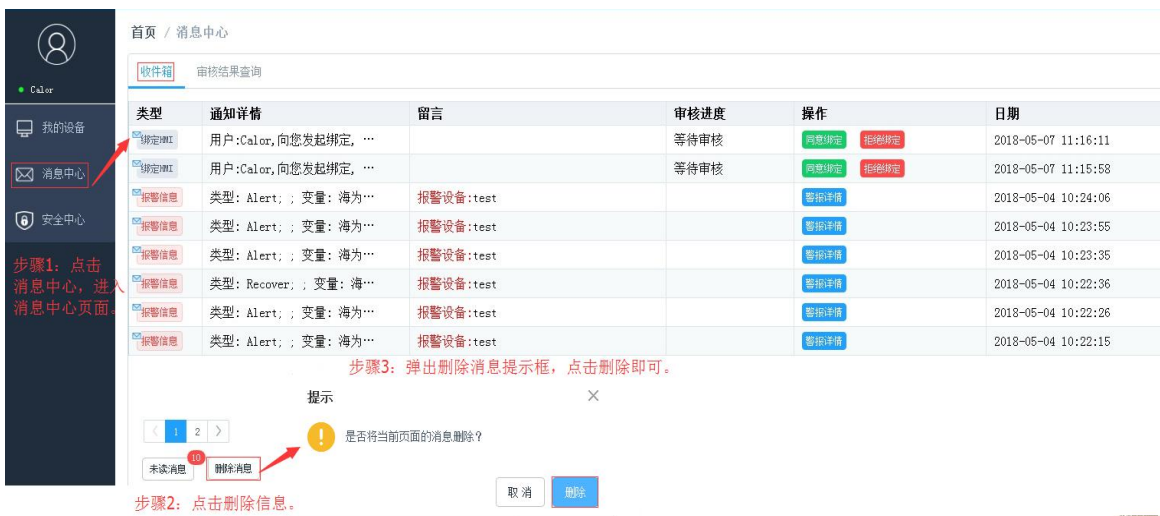 首页 / 消息中心
收件箱 审核结果查询
Calor
我的设备
消息中心
安全中心
步骤1：点击
消息中心，进入
消息中心页面。
类型 通知详情 留言 审核进度 操作 日期
绑定HMI 用户:Calor,向您发起绑定, … 等待审核 同意绑定 拒绝绑定 2018-05-07 11:16:11
绑定HMI 用户:Calor,向您发起绑定, … 等待审核 同意绑定 拒绝绑定 2018-05-07 11:15:58
报警信息 类型: Alert; ; 变量: 海为… 报警设备:test 警报详情 2018-05-04 10:24:06
报警信息 类型: Alert; ; 变量: 海为… 报警设备:test 警报详情 2018-05-04 10:23:55
报警信息 类型: Alert; ; 变量: 海为… 报警设备:test 警报详情 2018-05-04 10:23:35
报警信息 类型: Recover; ; 变量: 海… 报警设备:test 警报详情 2018-05-04 10:22:36
报警信息 类型: Alert; ; 变量: 海为… 报警设备:test 警报详情 2018-05-04 10:22:26
报警信息 类型: Alert; ; 变量: 海为… 报警设备:test 警报详情 2018-05-04 10:22:15
步骤3：弹出删除消息提示框，点击删除即可。
提示
1 2
是否将当前页面的消息删除？
未读消息 10 删除消息
取消 删除
步骤2：点击删除信息。